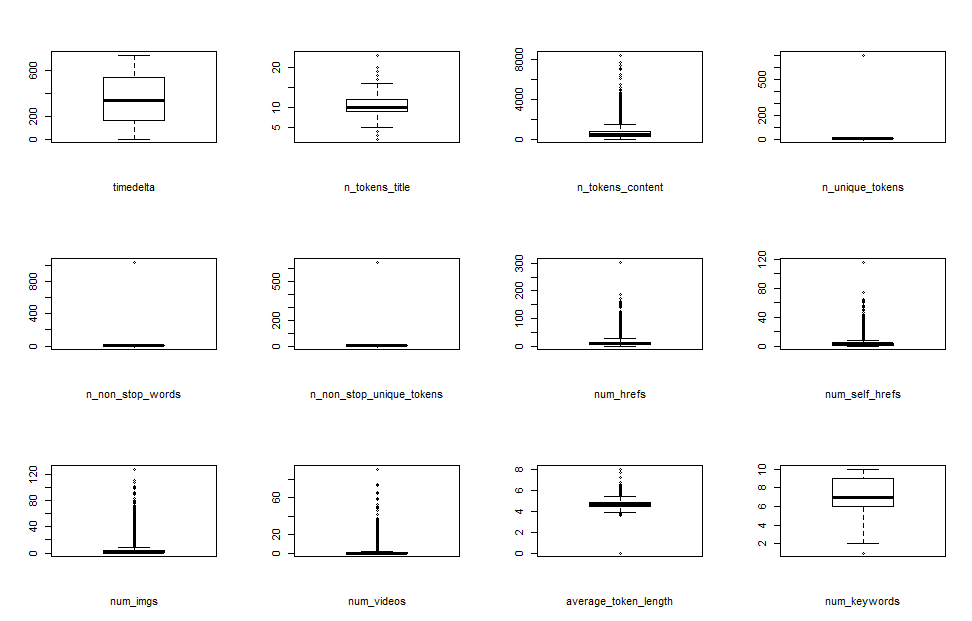 0 200 600
timedelta
5 10 20
n_tokens_title
0 4000 8000
n_tokens_content
0 200 500
n_unique_tokens
0 400 800
n_non_stop_words
0 200 500
n_non_stop_unique_tokens
0 100 200 300
num_hrefs
0 40 80 120
num_self_hrefs
0 40 80 120
num_imgs
0 20 60
num_videos
0 2 4 6 8
average_token_length
2 4 6 8 10
num_keywords